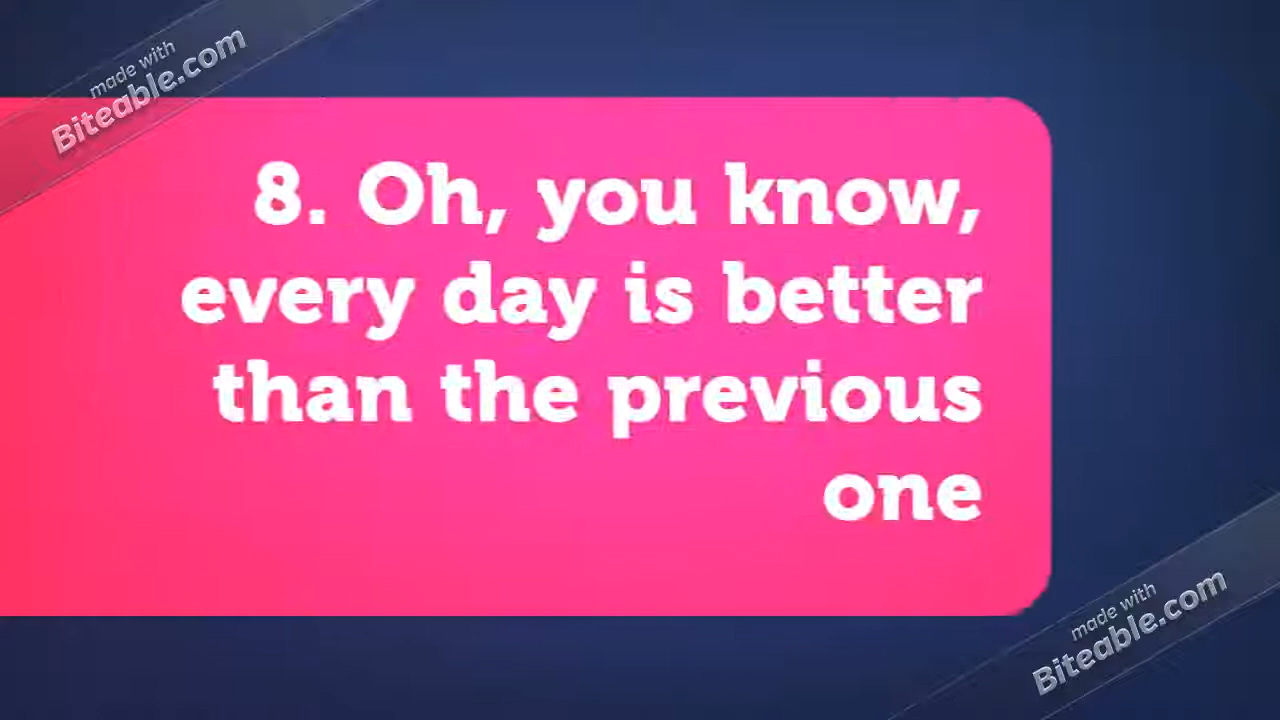 made with
Biteable.com
8. Oh, you know,
every day is better
than the previous
one
made with
Biteable.com